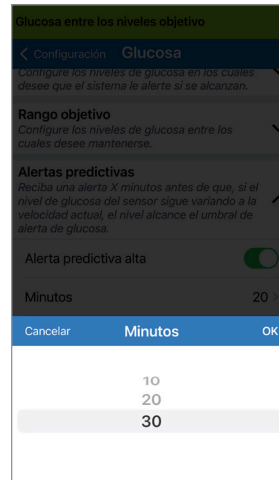 Glucosa entre los niveles objetivo
Configuración Glucosa
Configure los niveles de glucosa en los cuales
desee que el sistema le alerte si se alcanzan.
Rango objetivo
Configure los niveles de glucosa entre los
cuales desee mantenerse.
Alertas predictivas
Reciba una alerta X minutos antes de que, si el
nivel de glucosa del sensor sigue variando a la
velocidad actual, el nivel alcance el umbral de
alerta de glucosa.
Alerta predictiva alta
Minutos 20
Cancelar Minutos OK
10
20
30